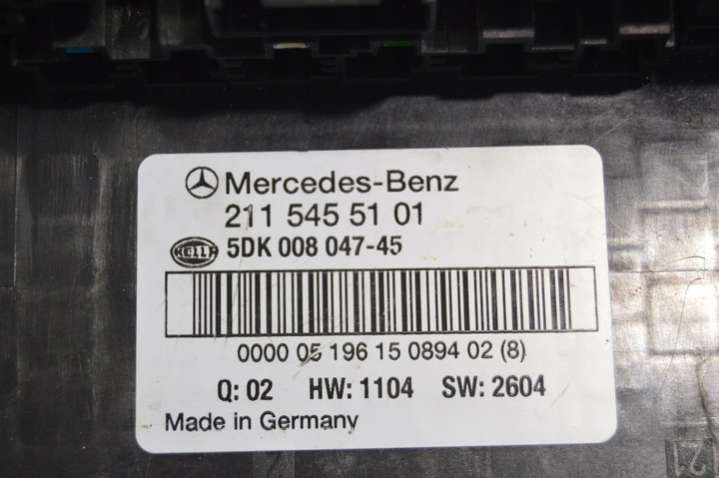 Mercedes-Benz
211 545 51 01
HELLA 5DK 008 047-45
0000 05 196 15 0894 02 (8)
Q: 02 HW: 1104 SW: 2604
Made in Germany
21